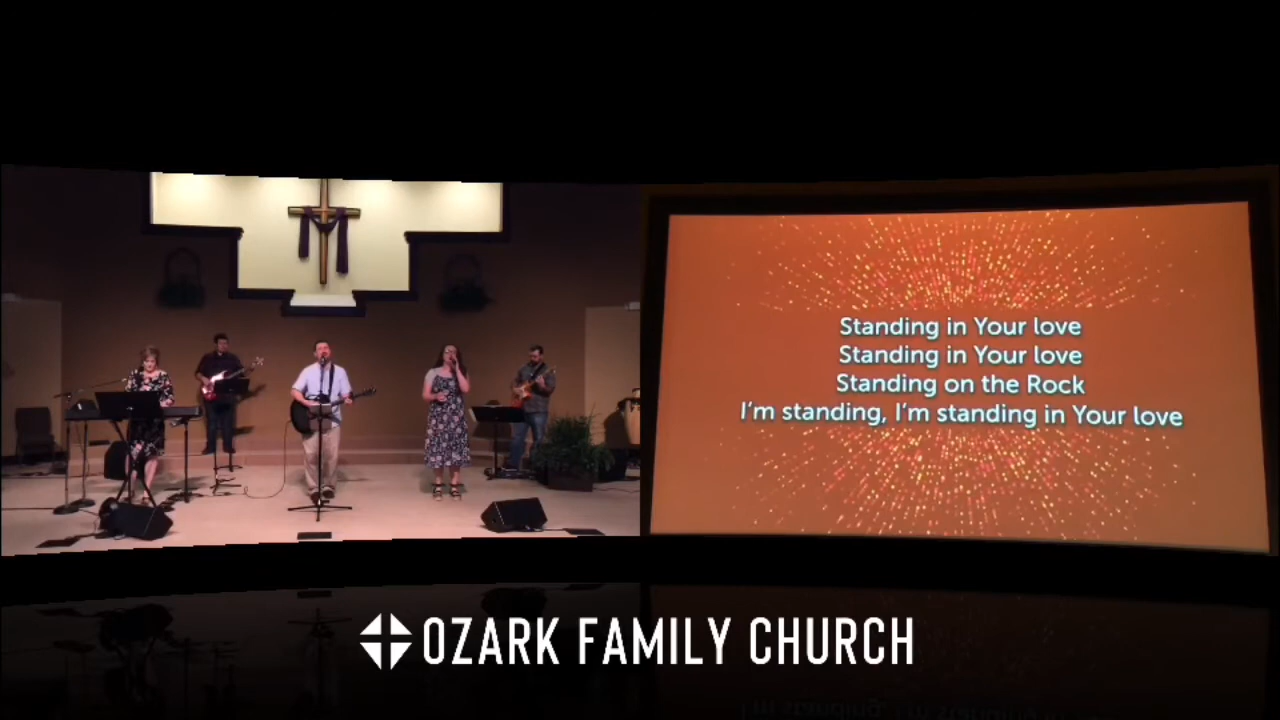 Standing in Your love
Standing in Your love
Standing on the Rock
I'm standing, I'm standing in Your love
OZARK FAMILY CHURCH